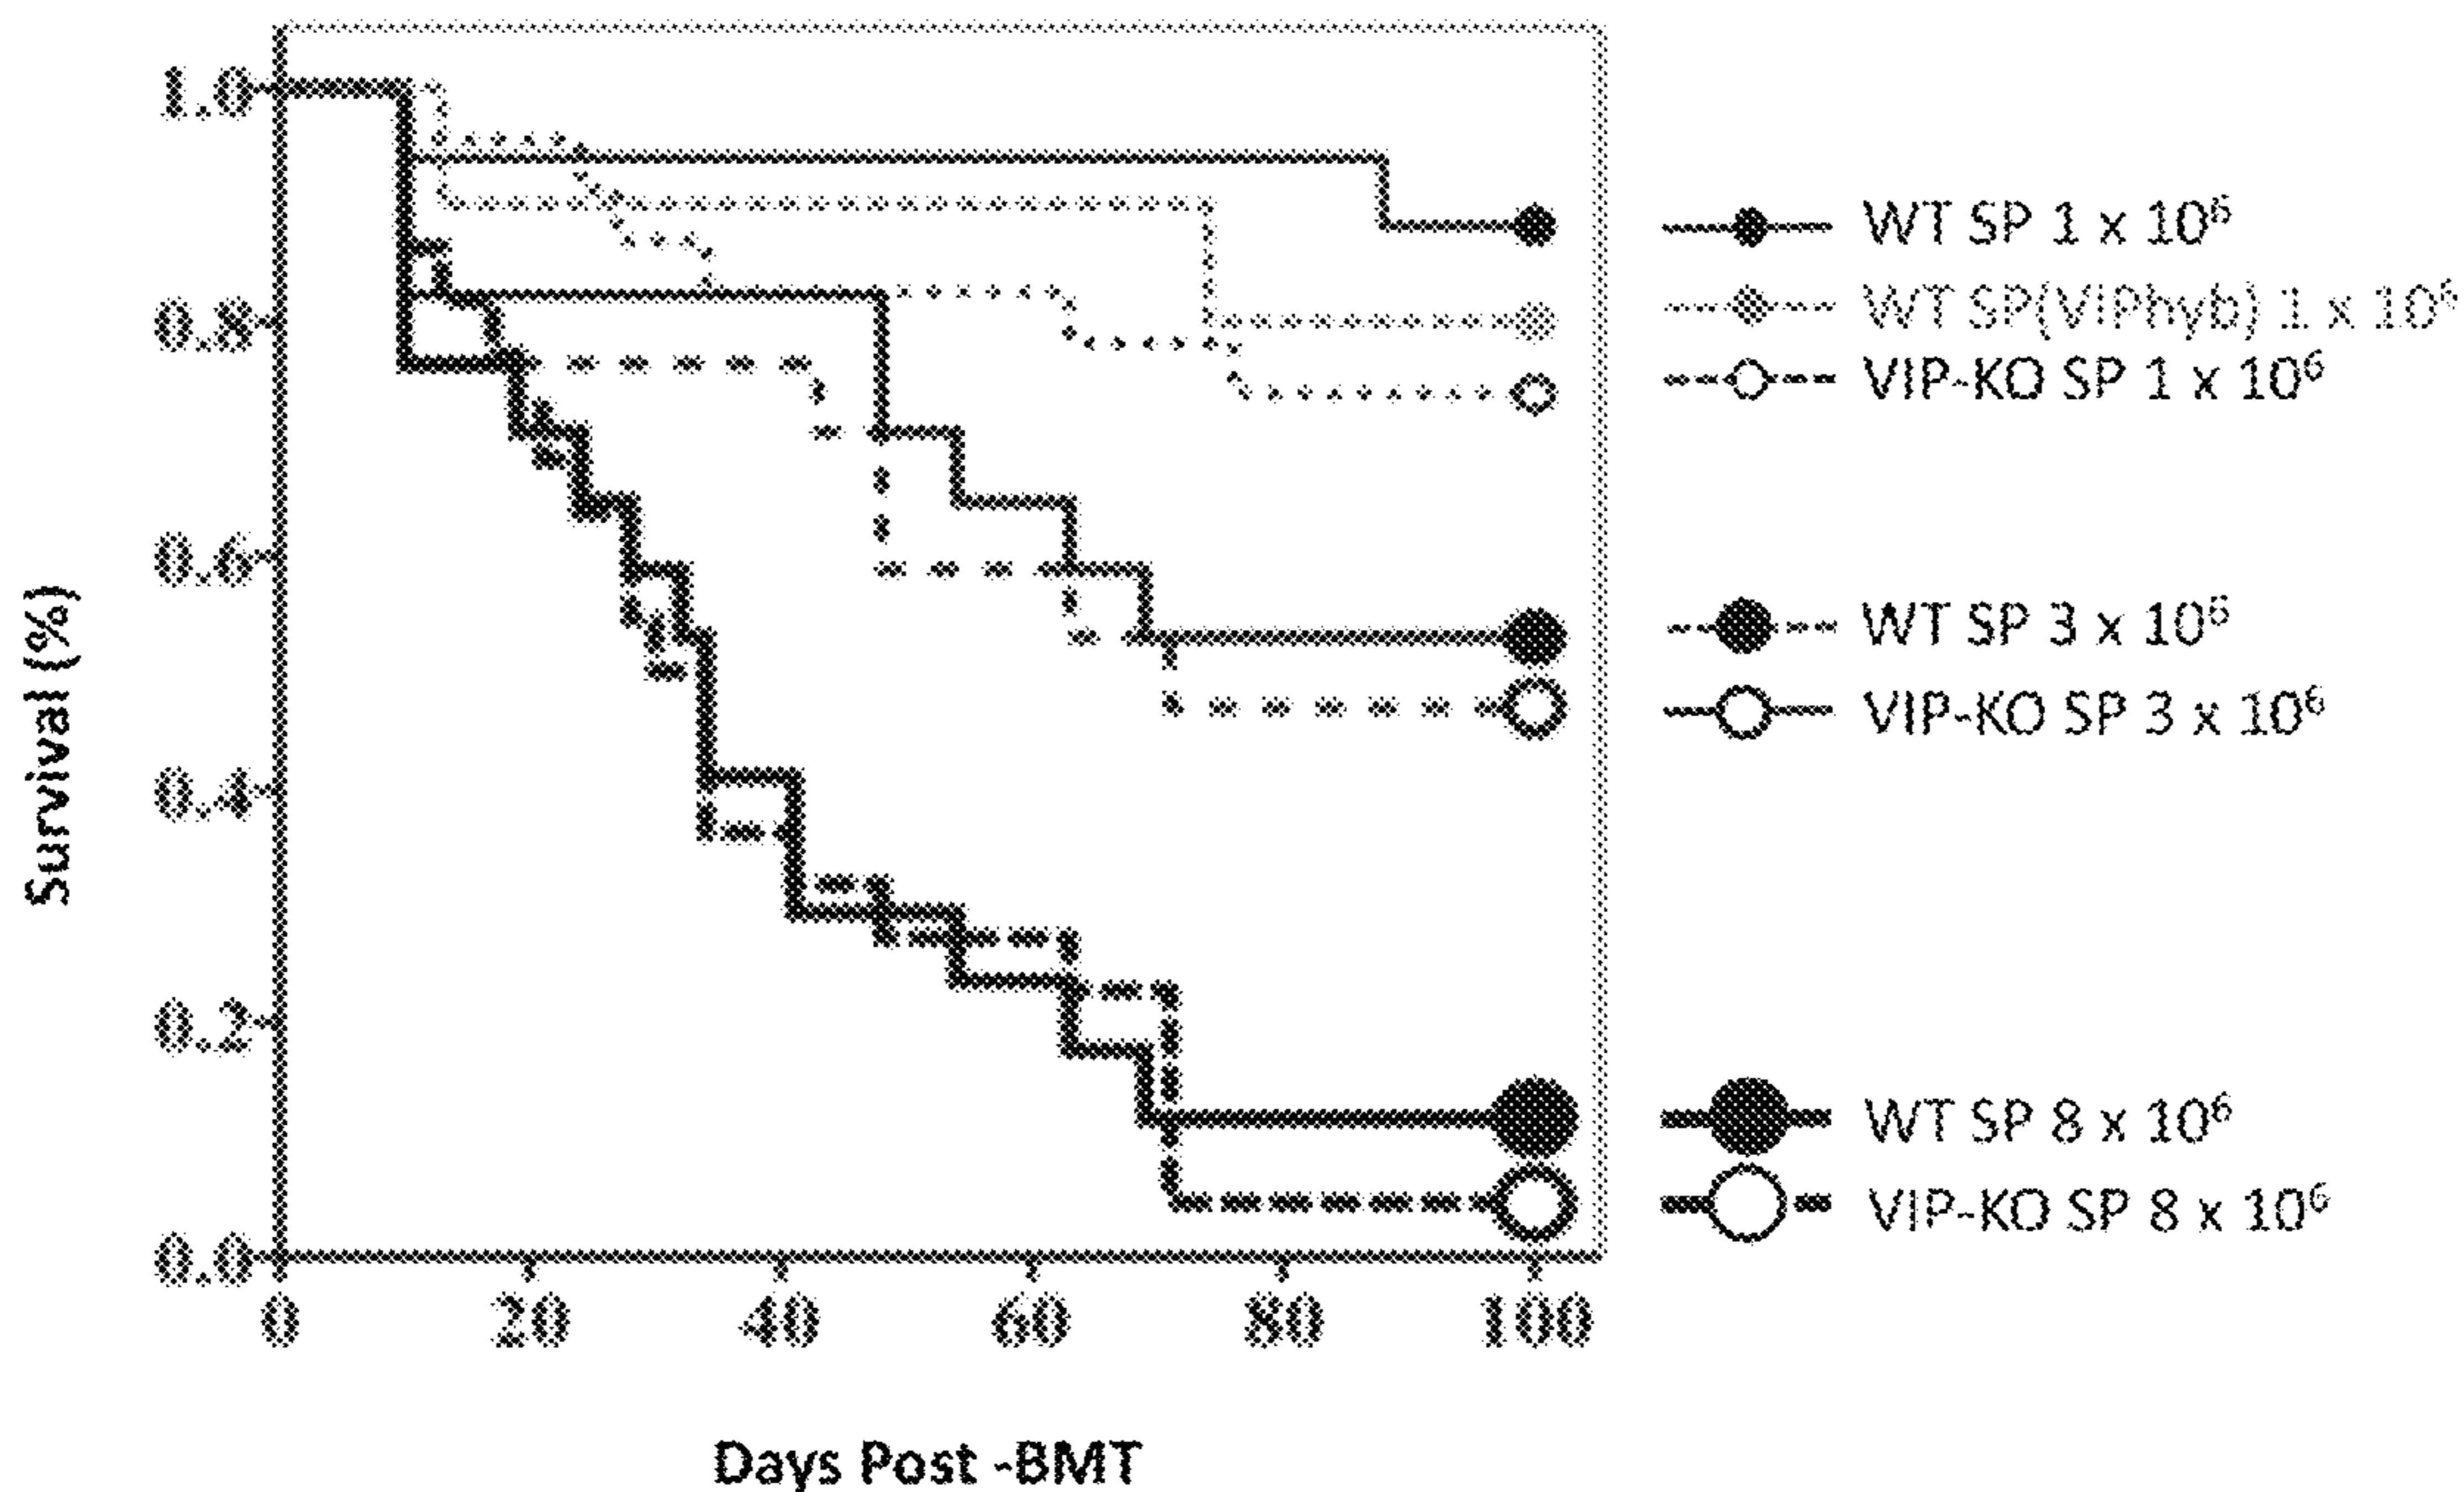 1.0
0.8
0.6
0.4
0.2
0.0
0 20 40 60 80 100
Survival (%)
Days Post -BMT
WT SP 1 x 10⁶
WT SP(VIPhyb) 1 x 10⁶
VIP-KO SP 1 x 10⁶
WT SP 3 x 10⁶
VIP-KO SP 3 x 10⁶
WT SP 8 x 10⁶
VIP-KO SP 8 x 10⁶